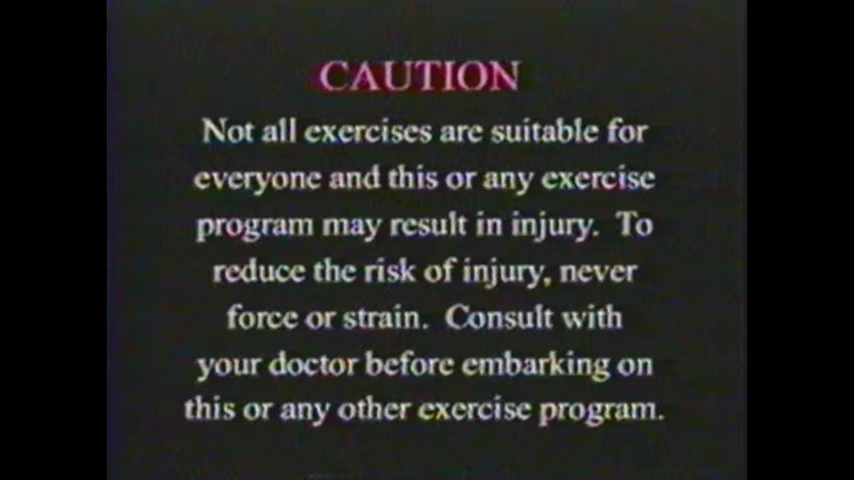 CAUTION
Not all exercises are suitable for
everyone and this or any exercise
program may result in injury.  To
reduce the risk of injury, never
force or strain.  Consult with
your doctor before embarking on
this or any other exercise program.